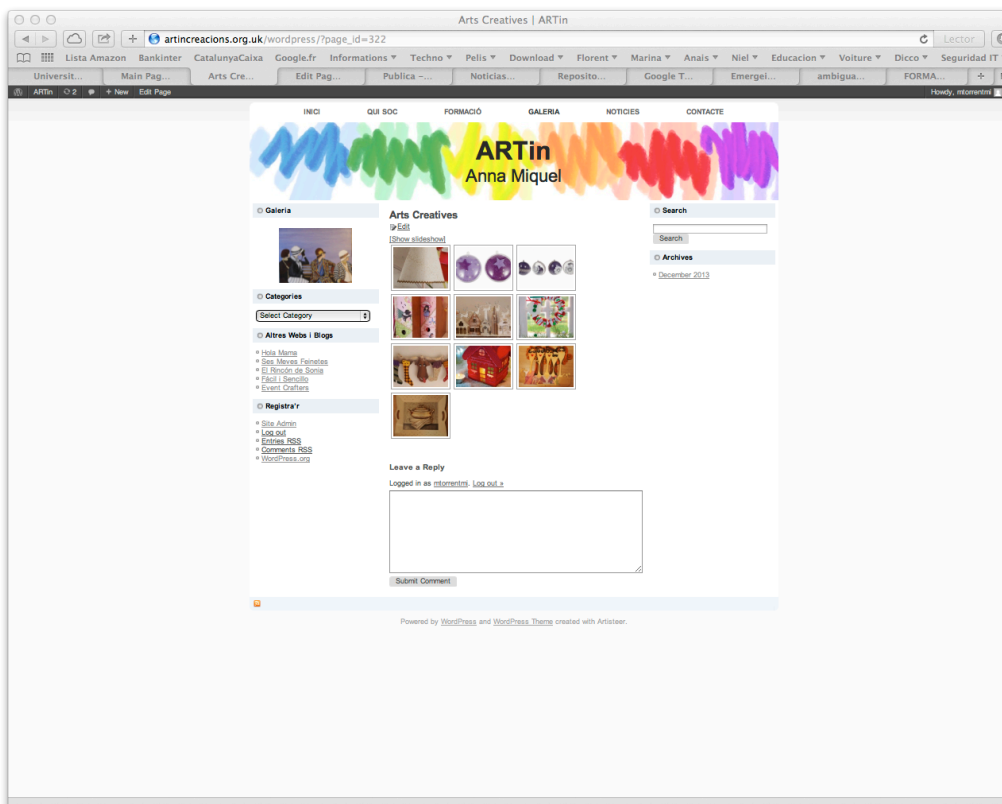 Arts Creatives | ARTin
artincreacions.org.uk/wordpress/?page_id=322
Lector
Lista Amazon Bankinter CatalunyaCaixa Google.fr Informations Techno Pelis Download Florent Marina Anais Niel Educacion Voiture Dicco Seguridad IT
Universit... Main Pag... Arts Cre... Edit Pag... Publica –... Noticias... Reposito... Google T... Emergei... ambigua... FORMA...
ARTin 2 + New Edit Page Howdy, mtorrentmi
INICI QUI SOC FORMACIÓ GALERIA NOTICIES CONTACTE
ARTin
Anna Miquel
Galeria
Categories
Select Category
Altres Webs i Blogs
Hola Mama
Ses Meves Feinetes
El Rincón de Sonia
Fácil i Sencillo
Event Crafters
Registra'r
Site Admin
Log out
Entries RSS
Comments RSS
WordPress.org
Arts Creatives
Edit
[Show slideshow]
Leave a Reply
Logged in as mtorrentmi. Log out »
Submit Comment
Search
Search
Archives
December 2013
Powered by WordPress and WordPress Theme created with Artisteer.